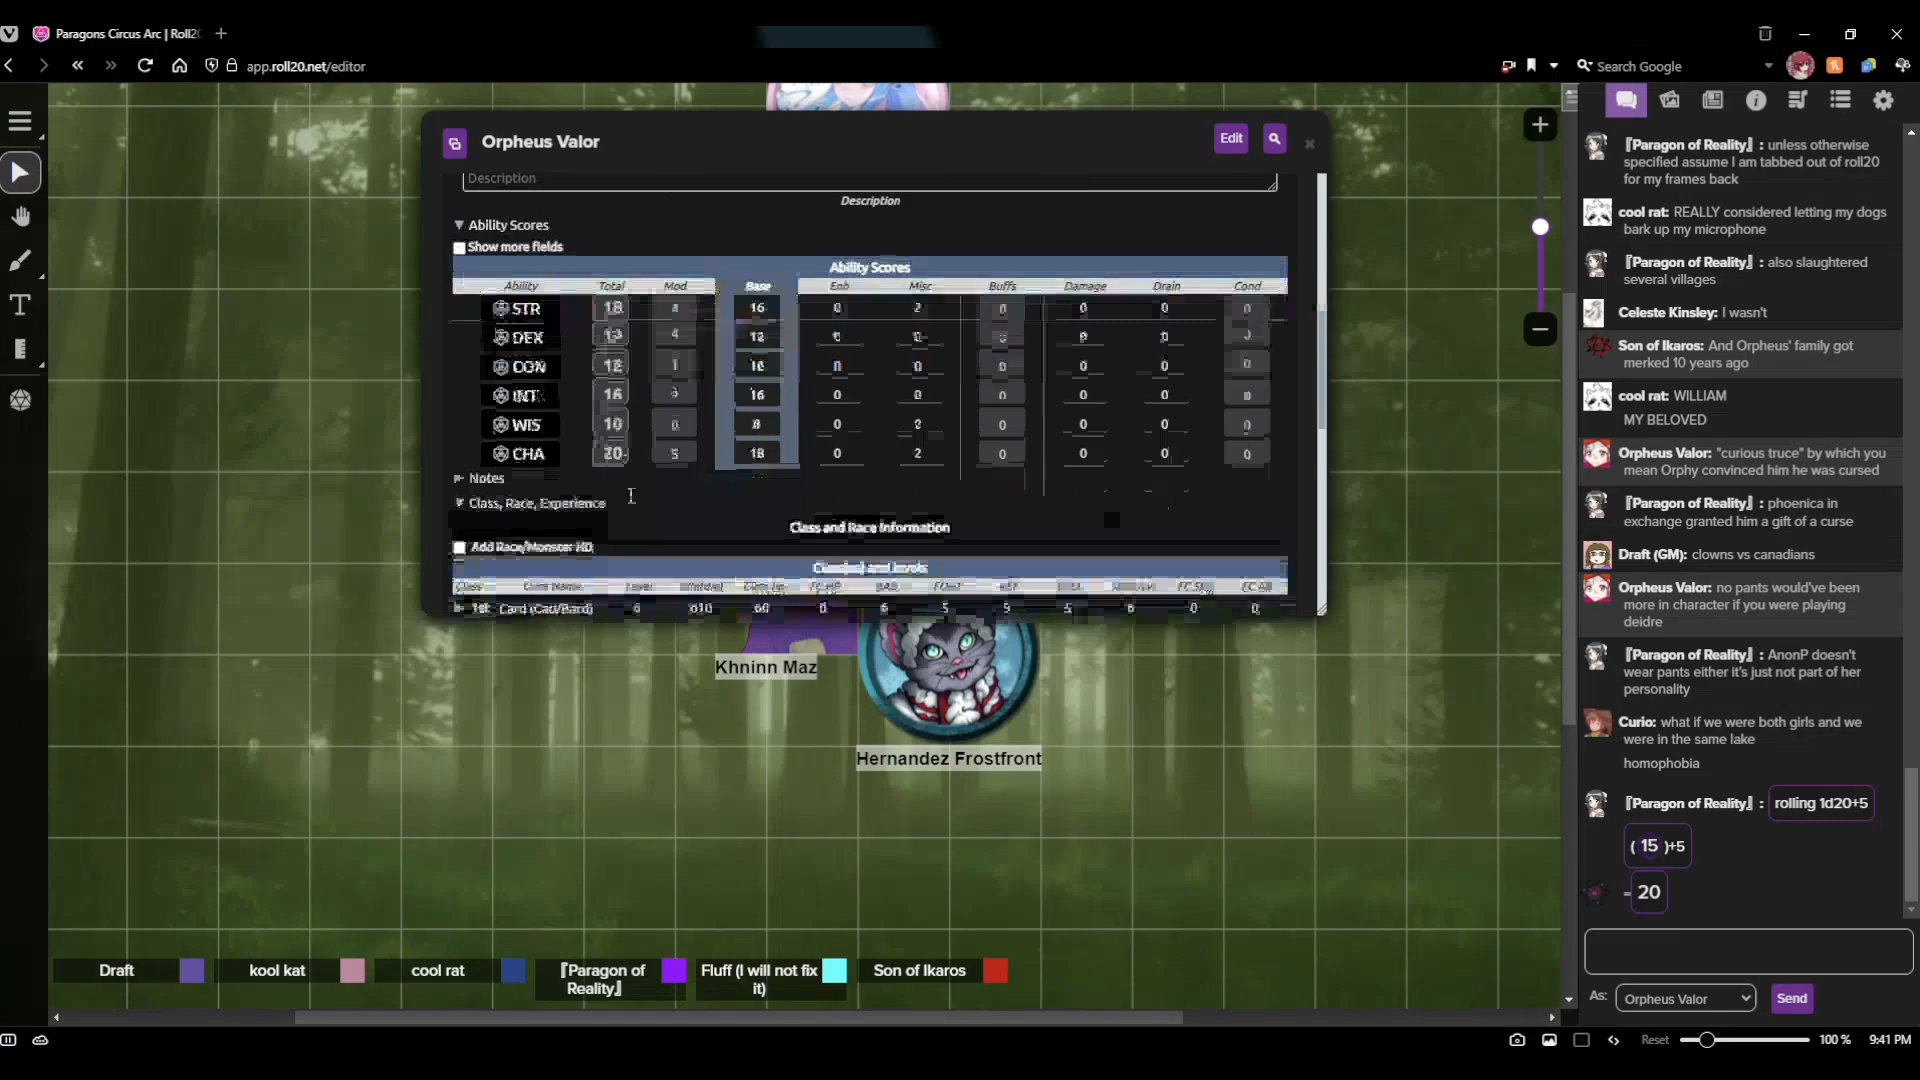 Paragons Circus Arc | Roll20
app.roll20.net/editor
Search Google
Orpheus Valor
Edit
Description
Description
Ability Scores
Show more fields
Ability Scores
Ability Total Mod Base Enh Misc Buffs Damage Drain Cond
STR 18 4 16 0 2 0 0 0 0
DEX 12
CON 0 0 0 0
INT 16 0 0 0 0 0
WIS 10 0 8 0 2 0 0 0 0
CHA 20 5 18 0 2 0 0 0 0
Notes
Class, Race, Experience
Class and Race Information
Add Race/Monster HD
Khninn Maz
Hernandez Frostfront
Draft
kool kat
cool rat
『Paragon of
Reality』
Fluff (I will not fix
it)
Son of Ikaros
『Paragon of Reality』 : unless otherwise
specified assume I am tabbed out of roll20
for my frames back
cool rat: REALLY considered letting my dogs
bark up my microphone
『Paragon of Reality』 : also slaughtered
several villages
Celeste Kinsley: I wasn't
Son of Ikaros: And Orpheus' family got
merked 10 years ago
cool rat: WILLIAM
MY BELOVED
Orpheus Valor: "curious truce" by which you
mean Orphy convinced him he was cursed
『Paragon of Reality』 : phoenica in
exchange granted him a gift of a curse
Draft (GM): clowns vs canadians
Orpheus Valor: no pants would've been
more in character if you were playing
deidre
『Paragon of Reality』 : AnonP doesn't
wear pants either it's just not part of her
personality
Curio: what if we were both girls and we
were in the same lake
homophobia
『Paragon of Reality』 : rolling 1d20+5
( 15 )+5
= 20
As: Orpheus Valor Send
Reset 100 % 9:41 PM